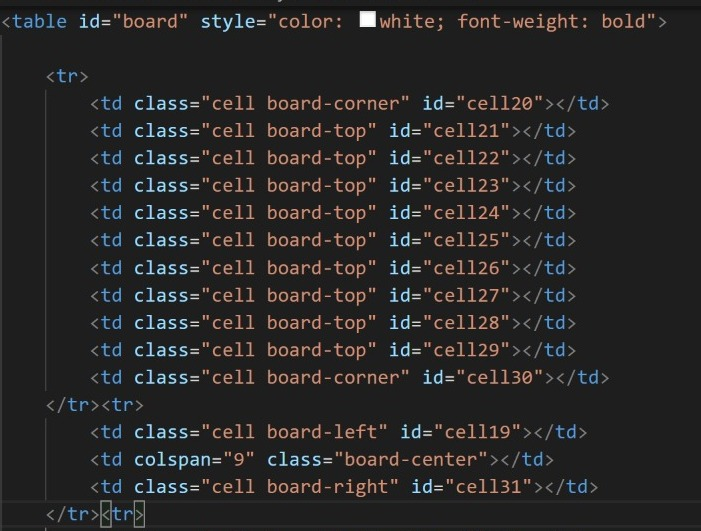 <table id="board" style="color: white; font-weight: bold">
<tr>
<td class="cell board-corner" id="cell20"></td>
<td class="cell board-top" id="cell21"></td>
<td class="cell board-top" id="cell22"></td>
<td class="cell board-top" id="cell23"></td>
<td class="cell board-top" id="cell24"></td>
<td class="cell board-top" id="cell25"></td>
<td class="cell board-top" id="cell26"></td>
<td class="cell board-top" id="cell27"></td>
<td class="cell board-top" id="cell28"></td>
<td class="cell board-top" id="cell29"></td>
<td class="cell board-corner" id="cell30"></td>
</tr><tr>
<td class="cell board-left" id="cell19"></td>
<td colspan="9" class="board-center"></td>
<td class="cell board-right" id="cell31"></td>
</tr><tr>